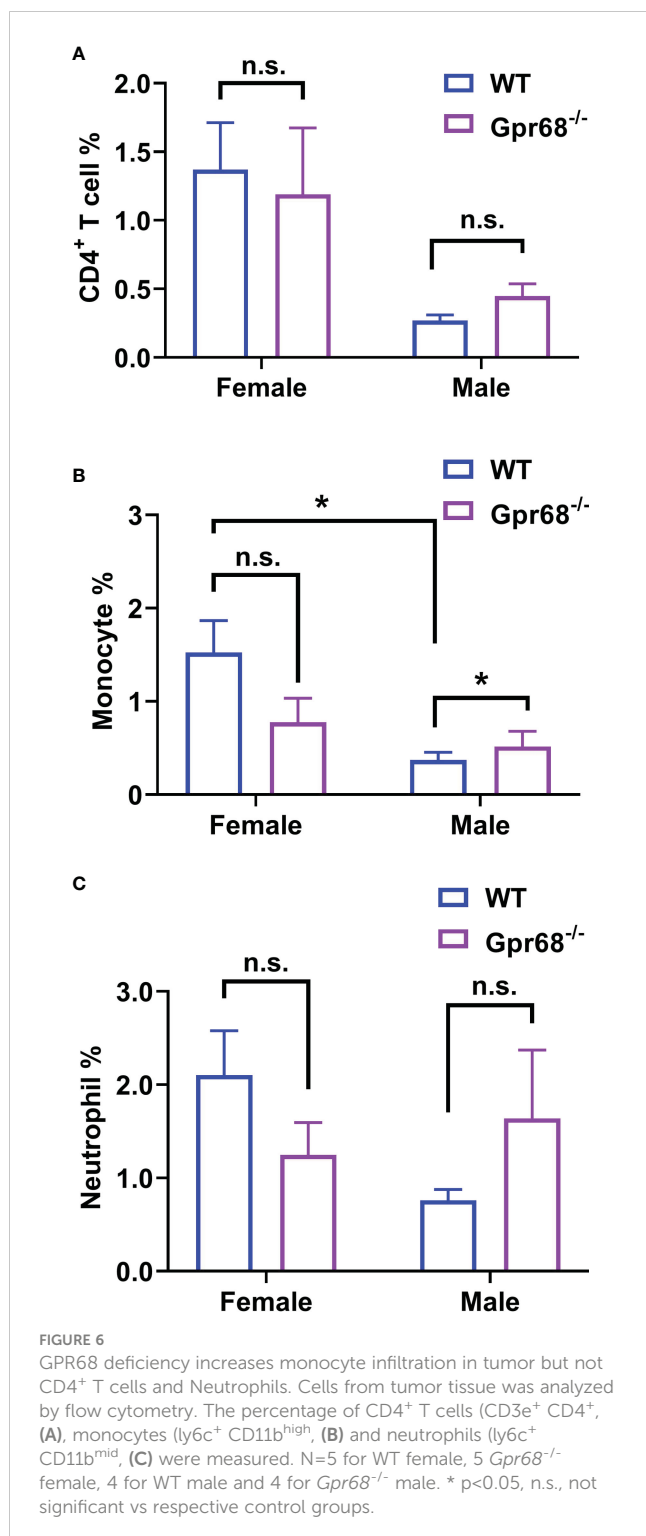 A
n.s.
WT
Gpr68-/-
n.s.
CD4+ T cell %
2.0
1.5
1.0
0.5
0.0
Female
Male
B
WT
Gpr68-/-
*
n.s.
*
Monocyte %
3
2
1
0
Female
Male
C
WT
Gpr68-/-
n.s.
n.s.
Neutrophil %
3.0
2.0
1.0
0.0
Female
Male
FIGURE 6
GPR68 deficiency increases monocyte infiltration in tumor but not
CD4+ T cells and Neutrophils. Cells from tumor tissue was analyzed
by flow cytometry. The percentage of CD4+ T cells (CD3e+ CD4+,
(A), monocytes (ly6c+ CD11bhigh, (B) and neutrophils (ly6c+
CD11bmid, (C) were measured. N=5 for WT female, 5 Gpr68-/-
female, 4 for WT male and 4 for Gpr68-/- male. * p<0.05, n.s., not
significant vs respective control groups.